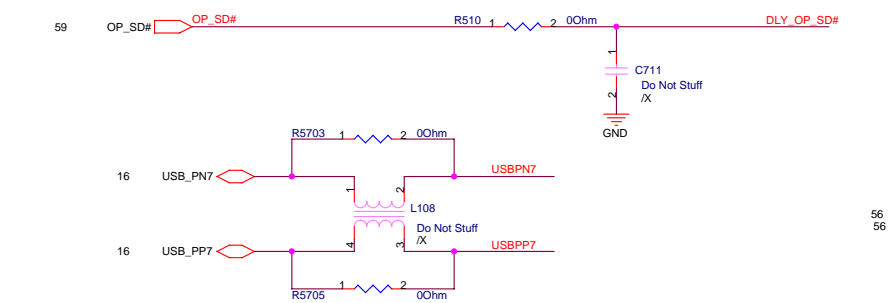 59 OP_SD# OP_SD# R510 1 2 0Ohm DLY_OP_SD#
1
C711
Do Not Stuff
/X
2
GND
R5703 1 2 0Ohm
16 USB_PN7 USBPN7
1 2
L108
Do Not Stuff
/X
4 3
16 USB_PP7 USBPP7
R5705 1 2 0Ohm
56
56